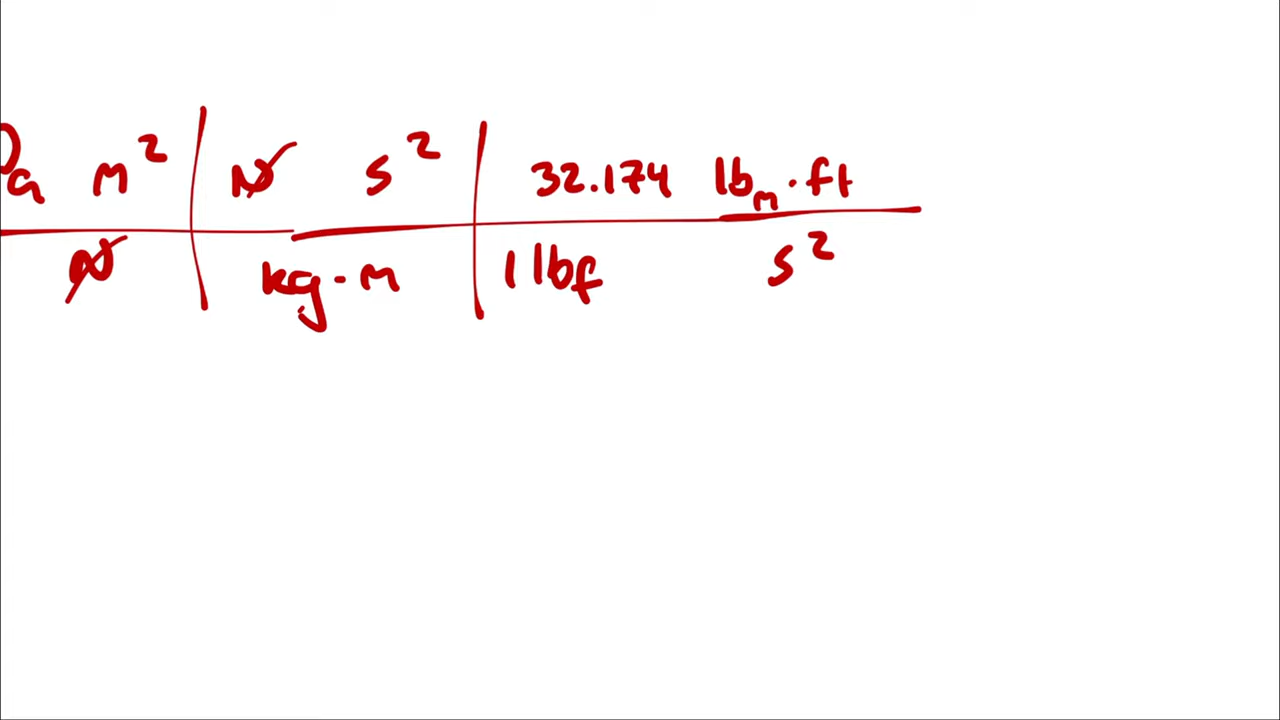 Pa m² | N s² | 32.174 lbm · ft
N | kg · m | 1 lbf s²